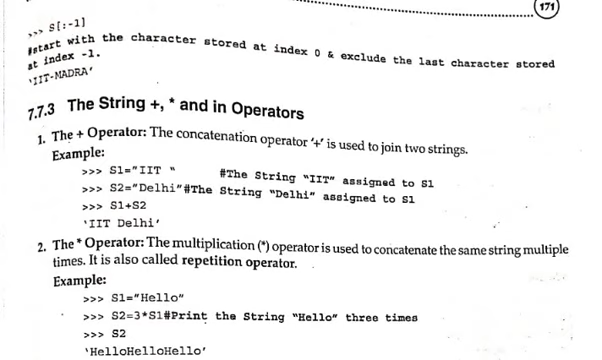 171
>>> S[:-1]
#start with the character stored at index 0 & exclude the last character stored
at index -1.
'IIT-MADRA'
7.7.3 The String +, * and in Operators
1. The + Operator: The concatenation operator '+' is used to join two strings.
Example:
>>> S1="IIT " #The String "IIT" assigned to S1
>>> S2="Delhi"#The String "Delhi" assigned to S1
>>> S1+S2
'IIT Delhi'
2. The * Operator: The multiplication (*) operator is used to concatenate the same string multiple
times. It is also called repetition operator.
Example:
>>> S1="Hello"
>>> S2=3*S1#Print the String "Hello" three times
>>> S2
'HelloHelloHello'